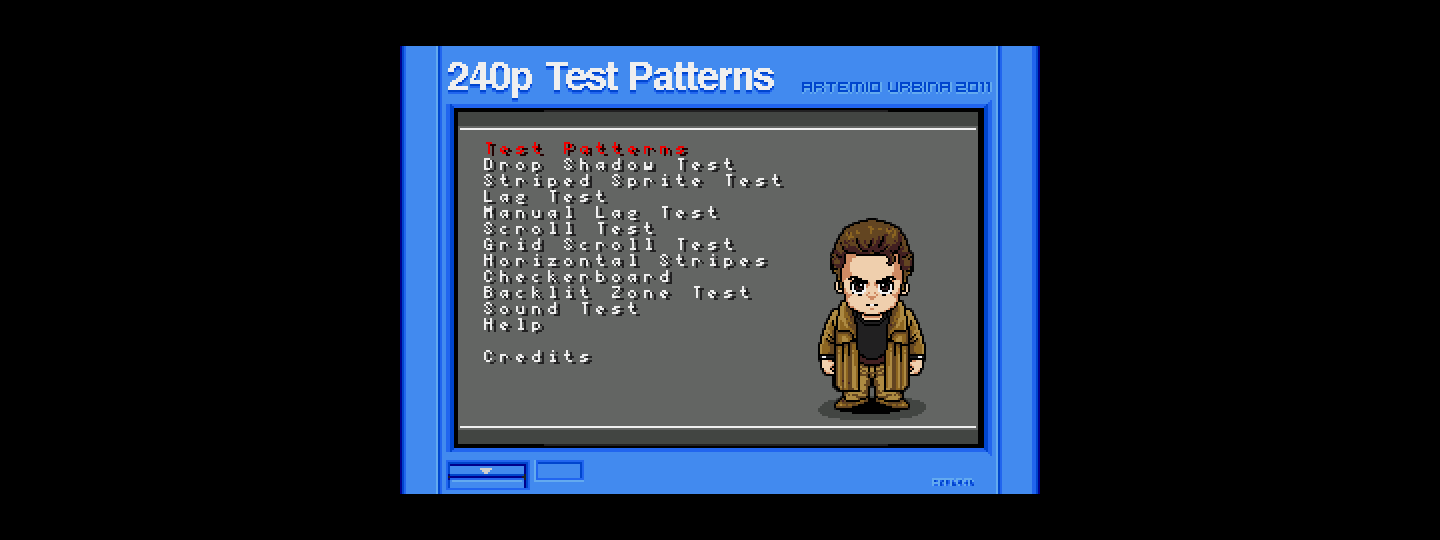 240p Test Patterns
ARTEMIO URBINA 2011
Test Patterns
Drop Shadow Test
Striped Sprite Test
Lag Test
Manual Lag Test
Scroll Test
Grid Scroll Test
Horizontal Stripes
Checkerboard
Backlit Zone Test
Sound Test
Help
Credits